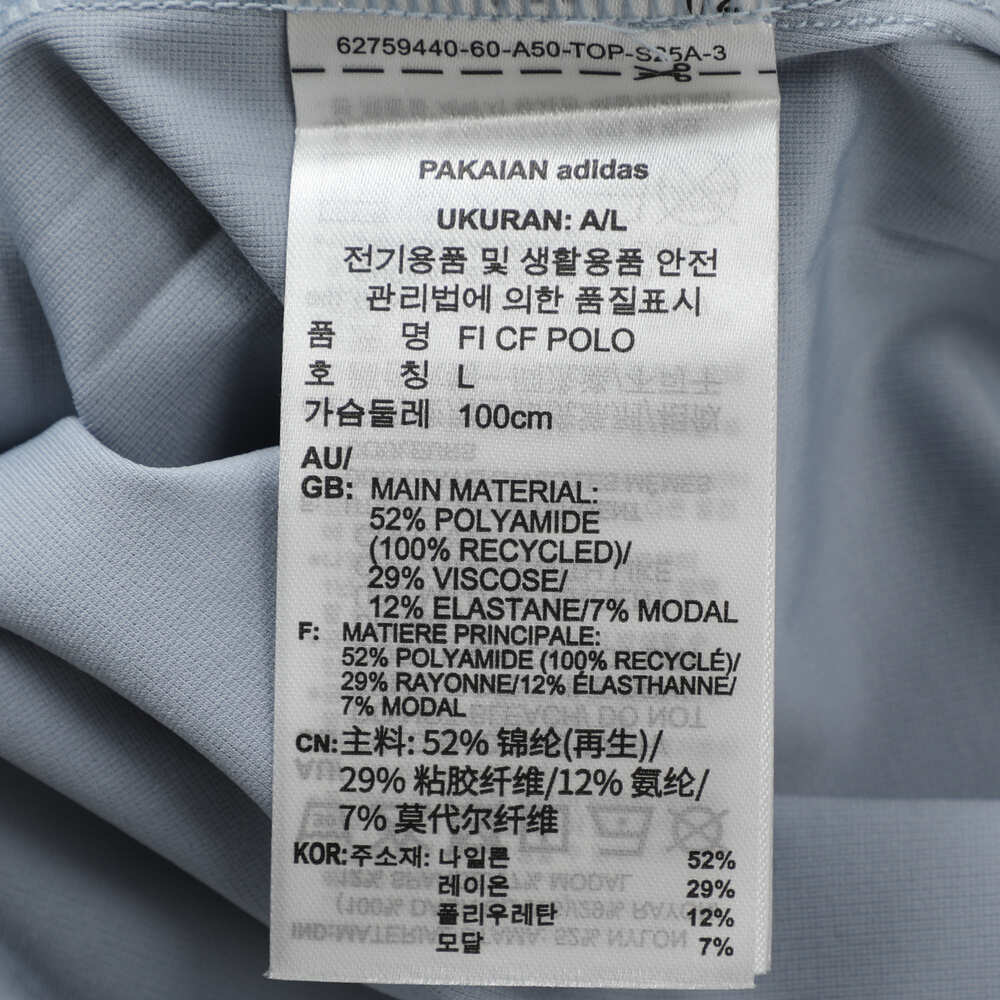 62759440-60-A50-TOP-S25A-3
PAKAIAN adidas
UKURAN: A/L
전기용품 및 생활용품 안전
관리법에 의한 품질표시
품 명 FI CF POLO
호 칭 L
가슴둘레 100cm
AU/
GB: MAIN MATERIAL:
52% POLYAMIDE
(100% RECYCLED)/
29% VISCOSE/
12% ELASTANE/7% MODAL
F: MATIERE PRINCIPALE:
52% POLYAMIDE (100% RECYCLÉ)/
29% RAYONNE/12% ÉLASTHANNE/
7% MODAL
CN:主料: 52% 锦纶(再生)/
29% 粘胶纤维/12% 氨纶/
7% 莫代尔纤维
KOR:주소재: 나일론 52%
레이온 29%
폴리우레탄 12%
모달 7%